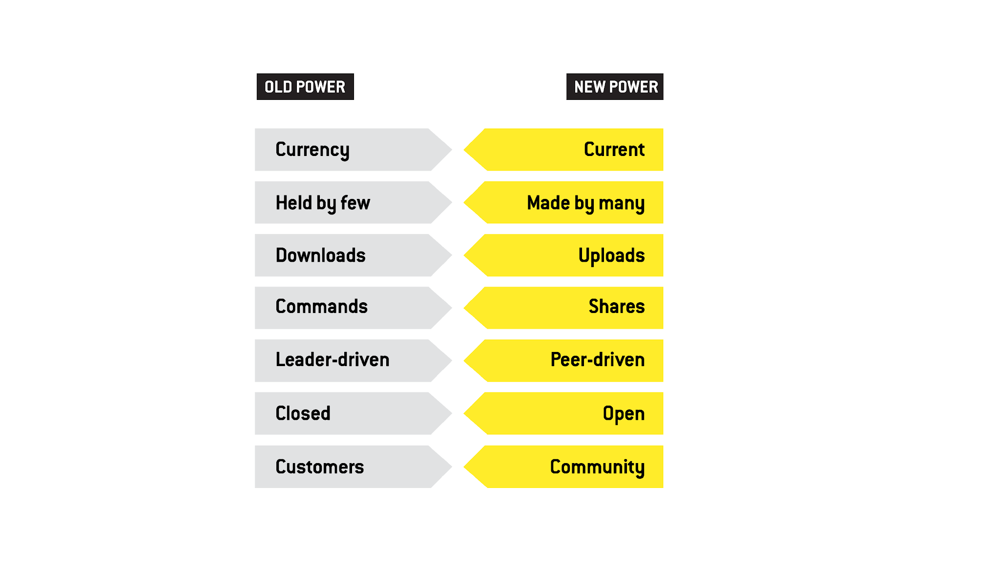 OLD POWER
NEW POWER
Currency
Current
Held by few
Made by many
Downloads
Uploads
Commands
Shares
Leader-driven
Peer-driven
Closed
Open
Customers
Community